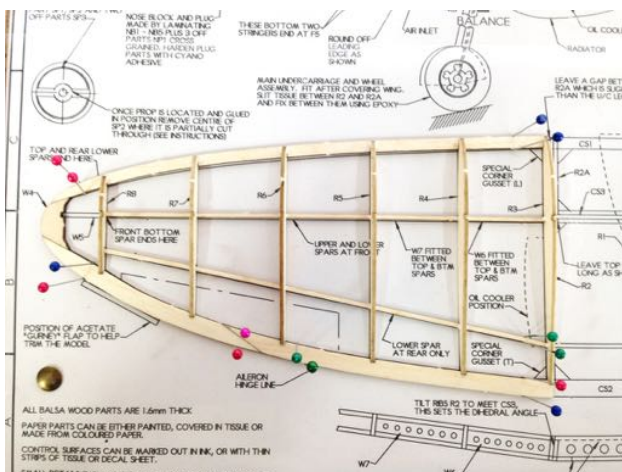 NOSE BLOCK AND PLUG
MADE BY LAMINATING
NB1 - NB5 PLUS 3 OFF
PARTS NP1 CROSS
GRAINED. HARDEN PLUG
PARTS WITH CYANO
ADHESIVE
OFF PARTS SP3
THESE BOTTOM TWO
STRINGERS END AT F5
ROUND OFF
LEADING
EDGE AS
SHOWN
AIR INLET
BALANCE
OIL COOL
RADIATOR
MAIN UNDERCARRIAGE AND WHEEL
ASSEMBLY. FIT AFTER COVERING WING.
SLIT TISSUE BETWEEN R2 AND R2A
AND FIX BETWEEN THEM USING EPOXY
LEAVE A GAP BET
R2A WHICH IS SLIG
THAN THE U/C LE
ONCE PROP IS LOCATED AND GLUED
IN POSITION REMOVE CENTRE OF
SP2 WHERE IT IS PARTIALLY CUT
THROUGH (SEE INSTRUCTIONS)
TOP AND REAR LOWER
SPARS END HERE
W4
R8
R7
R6
R5
R4
R3
SPECIAL
CORNER
GUSSET (L)
CS1
R2A
CS3
R1
W5
FRONT BOTTOM
SPAR ENDS HERE
UPPER AND LOWER
SPARS AT FRONT
W7 FITTED
BETWEEN
TOP & BTM
SPARS
W6 FITTED
BETWEEN
TOP & BTM
SPARS
LEAVE TOP
LONG AS SH
R2
OIL COOLER
POSITION
POSITION OF ACETATE
"GURNEY" FLAP TO HELP
TRIM THE MODEL
LOWER SPAR
AT REAR ONLY
SPECIAL
CORNER
GUSSET (T)
AILERON
HINGE LINE
CS2
TILT RIBS R2 TO MEET CS3,
THIS SETS THE DIHEDRAL ANGLE
ALL BALSA WOOD PARTS ARE 1.6mm THICK
PAPER PARTS CAN BE EITHER PAINTED, COVERED IN TISSUE OR
MADE FROM COLOURED PAPER.
CONTROL SURFACES CAN BE MARKED OUT IN INK, OR WITH THIN
STRIPS OF TISSUE OR DECAL SHEET.
W7
W6